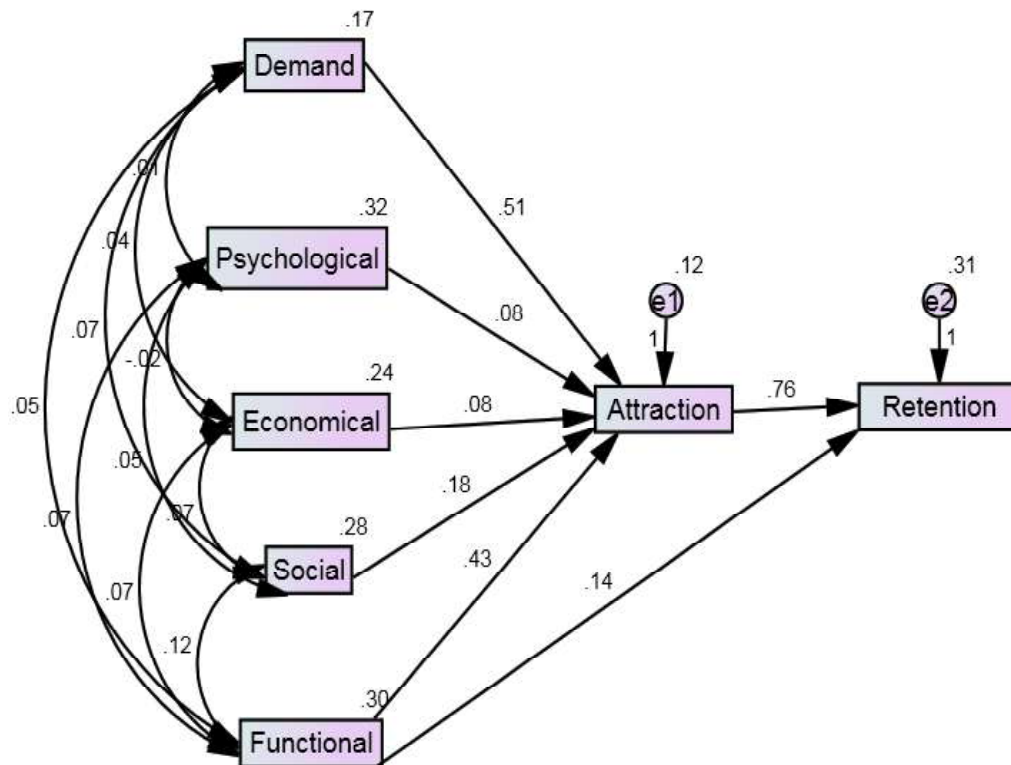 .17
Demand
.01
.51
.32
Psychological
.04
.12
e1
.31
e2
.08
1
1
.07
-.02
.24
Economical
.08
Attraction
.76
Retention
.05
.05
.18
.07
.07
.28
Social
.43
.14
.07
.12
.30
Functional